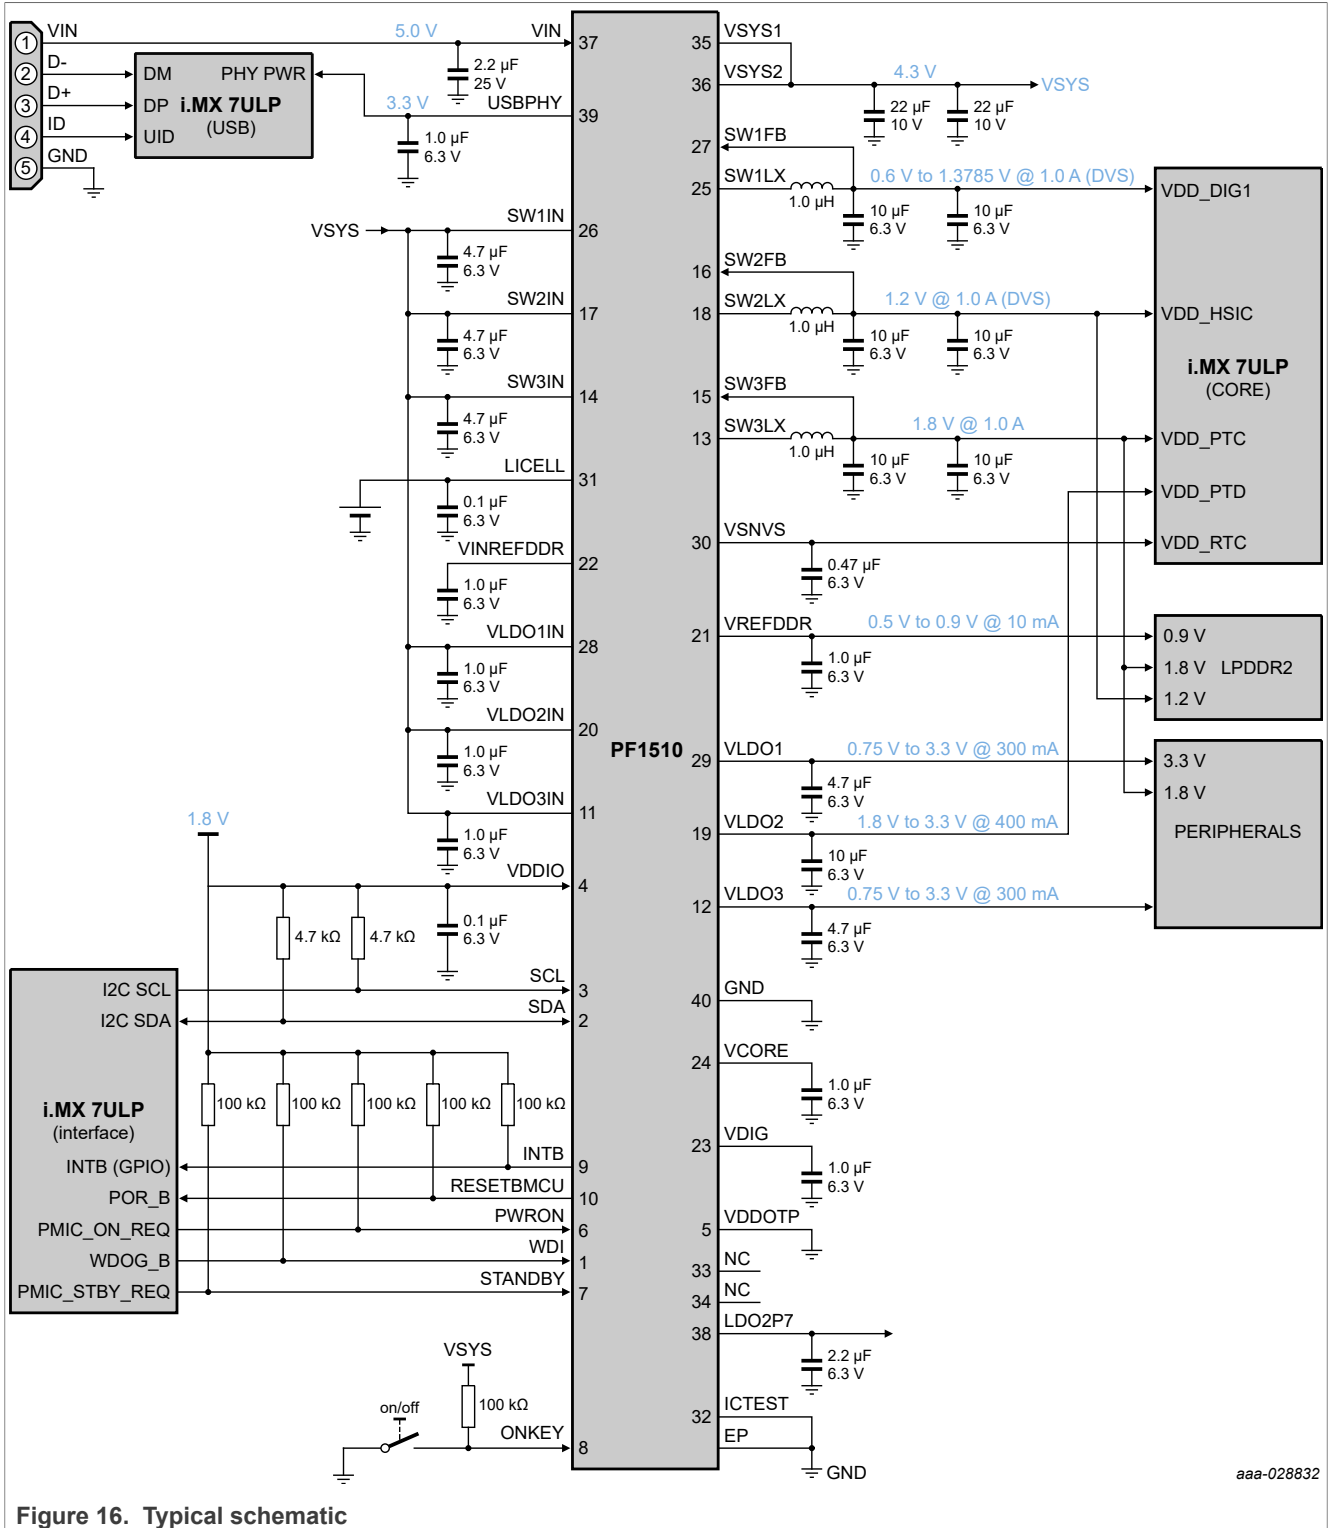 VIN
5.0 V
VIN
37
1
D-
2
D+
3
ID
4
GND
5
DM
PHY PWR
DP
i.MX 7ULP
(USB)
UID
2.2 µF
25 V
3.3 V
USBPHY
39
1.0 µF
6.3 V
VSYS
SW1IN
26
4.7 µF
6.3 V
SW2IN
17
4.7 µF
6.3 V
SW3IN
14
4.7 µF
6.3 V
LICELL
31
0.1 µF
6.3 V
VINREFDDR
22
1.0 µF
6.3 V
VLDO1IN
28
1.0 µF
6.3 V
VLDO2IN
20
1.0 µF
6.3 V
VLDO3IN
11
1.0 µF
6.3 V
1.8 V
VDDIO
4
4.7 kΩ
4.7 kΩ
0.1 µF
6.3 V
I2C SCL
SCL
3
I2C SDA
SDA
2
100 kΩ
100 kΩ
100 kΩ
100 kΩ
100 kΩ
i.MX 7ULP
(interface)
INTB (GPIO)
INTB
9
POR_B
RESETBMCU
10
PMIC_ON_REQ
PWRON
6
WDOG_B
WDI
1
PMIC_STBY_REQ
STANDBY
7
VSYS
100 kΩ
on/off
ONKEY
8
PF1510
35
VSYS1
36
VSYS2
4.3 V
VSYS
22 µF
10 V
22 µF
10 V
27
SW1FB
25
SW1LX
1.0 µH
0.6 V to 1.3785 V @ 1.0 A (DVS)
10 µF
6.3 V
10 µF
6.3 V
16
SW2FB
18
SW2LX
1.0 µH
1.2 V @ 1.0 A (DVS)
10 µF
6.3 V
10 µF
6.3 V
15
SW3FB
13
SW3LX
1.0 µH
1.8 V @ 1.0 A
10 µF
6.3 V
10 µF
6.3 V
30
VSNVS
0.47 µF
6.3 V
VDD_DIG1
VDD_HSIC
i.MX 7ULP
(CORE)
VDD_PTC
VDD_PTD
VDD_RTC
21
VREFDDR
0.5 V to 0.9 V @ 10 mA
1.0 µF
6.3 V
0.9 V
1.8 V LPDDR2
1.2 V
29
VLDO1
0.75 V to 3.3 V @ 300 mA
4.7 µF
6.3 V
3.3 V
1.8 V
PERIPHERALS
19
VLDO2
1.8 V to 3.3 V @ 400 mA
10 µF
6.3 V
12
VLDO3
0.75 V to 3.3 V @ 300 mA
4.7 µF
6.3 V
40
GND
24
VCORE
1.0 µF
6.3 V
23
VDIG
1.0 µF
6.3 V
5
VDDOTP
33
NC
34
NC
38
LDO2P7
2.2 µF
6.3 V
32
ICTEST
EP
GND
aaa-028832
Figure 16. Typical schematic